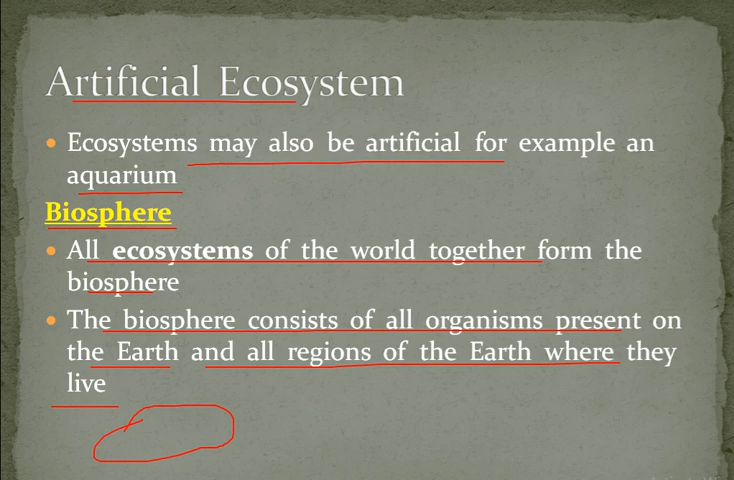 Artificial Ecosystem
• Ecosystems may also be artificial for example an
aquarium
Biosphere
• All ecosystems of the world together form the
biosphere
• The biosphere consists of all organisms present on
the Earth and all regions of the Earth where they
live